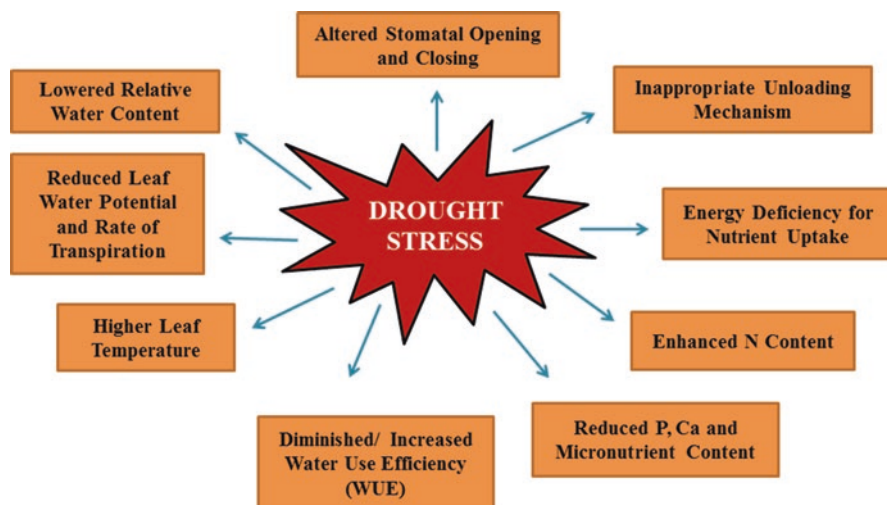 Altered Stomatal Opening
and Closing
Lowered Relative
Water Content
Inappropriate Unloading
Mechanism
Reduced Leaf
Water Potential
and Rate of
Transpiration
DROUGHT
STRESS
Energy Deficiency for
Nutrient Uptake
Higher Leaf
Temperature
Enhanced N Content
Diminished/ Increased
Water Use Efficiency
(WUE)
Reduced P, Ca and
Micronutrient Content